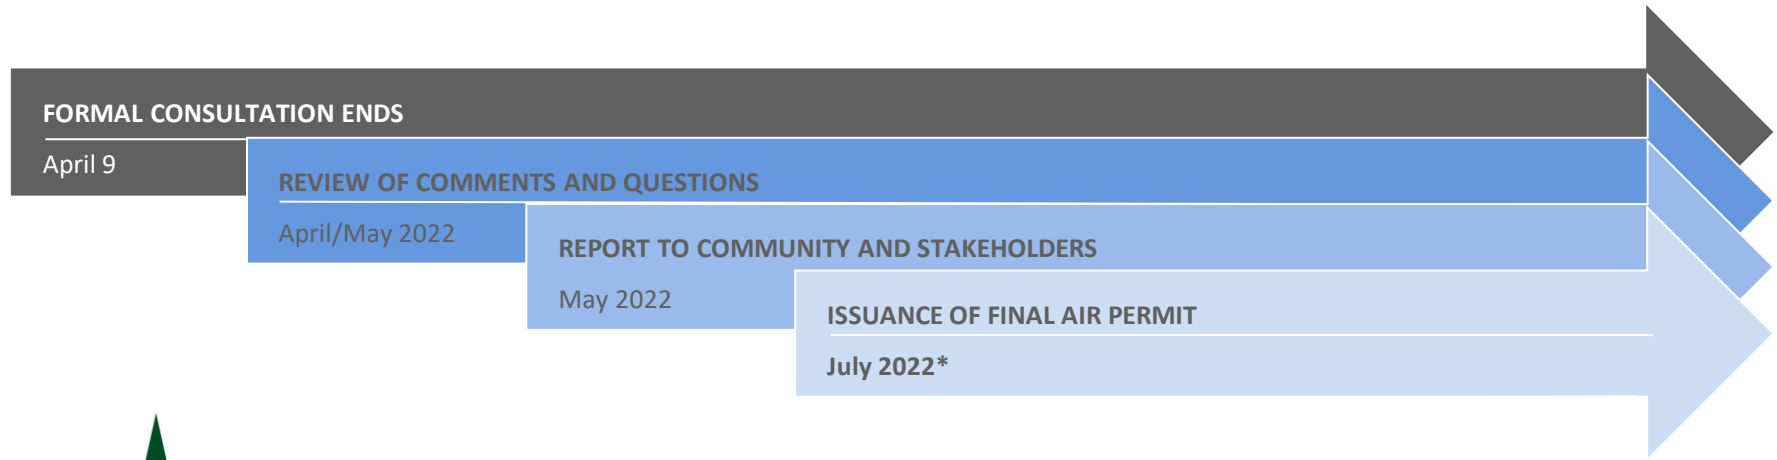 FORMAL CONSULTATION ENDS
April 9
REVIEW OF COMMENTS AND QUESTIONS
April/May 2022
REPORT TO COMMUNITY AND STAKEHOLDERS
May 2022
ISSUANCE OF FINAL AIR PERMIT
July 2022*